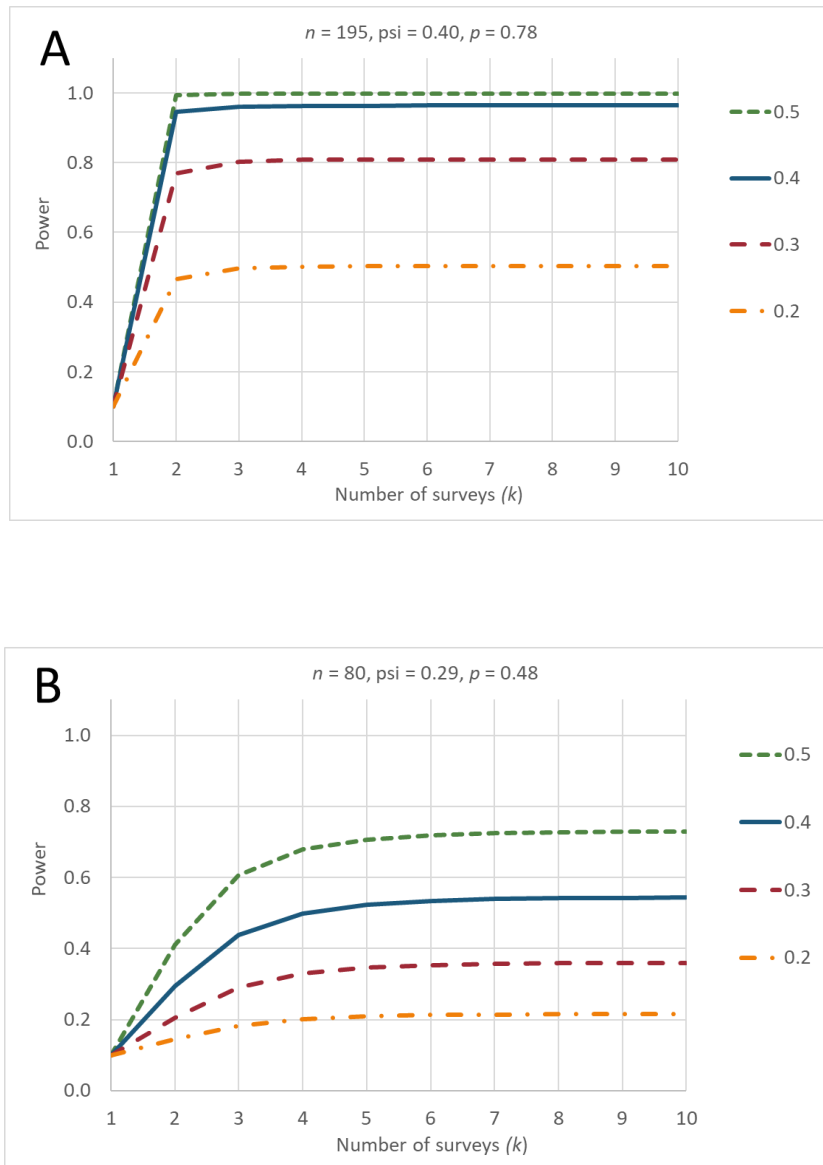 A
n = 195, psi = 0.40, p = 0.78
Power
1.0
0.8
0.6
0.4
0.2
0.0
1 2 3 4 5 6 7 8 9 10
Number of surveys (k)
0.5
0.4
0.3
0.2
B
n = 80, psi = 0.29, p = 0.48
Power
1.0
0.8
0.6
0.4
0.2
0.0
1 2 3 4 5 6 7 8 9 10
Number of surveys (k)
0.5
0.4
0.3
0.2